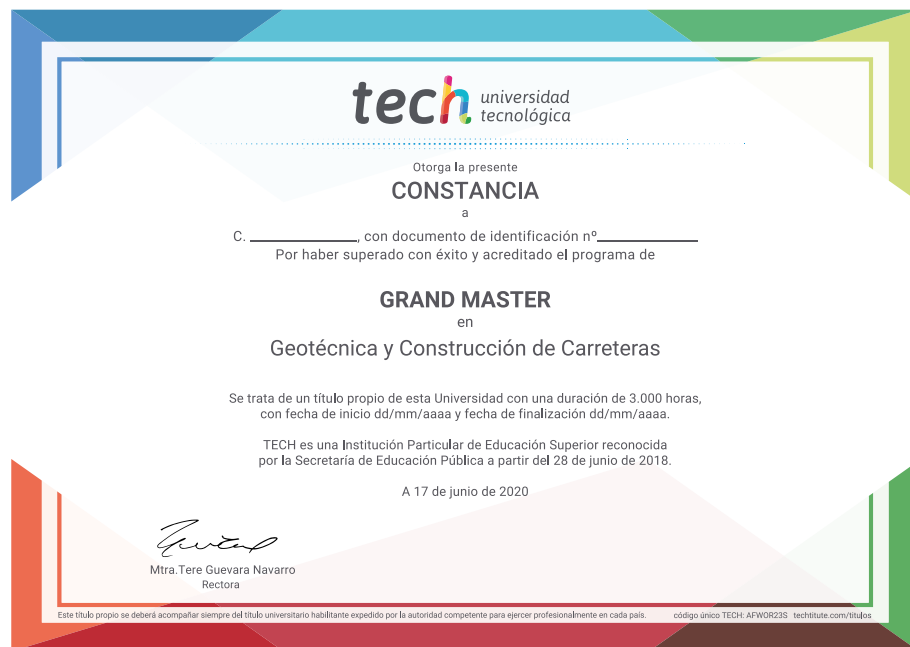 tech universidad
tecnológica
Otorga la presente
CONSTANCIA
a
C. ____________, con documento de identificación nº____________
Por haber superado con éxito y acreditado el programa de
GRAND MASTER
en
Geotécnica y Construcción de Carreteras
Se trata de un título propio de esta Universidad con una duración de 3.000 horas,
con fecha de inicio dd/mm/aaaa y fecha de finalización dd/mm/aaaa.
TECH es una Institución Particular de Educación Superior reconocida
por la Secretaría de Educación Pública a partir del 28 de junio de 2018.
A 17 de junio de 2020
Mtra.Tere Guevara Navarro
Rectora
Este título propio se deberá acompañar siempre del título universitario habilitante expedido por la autoridad competente para ejercer profesionalmente en cada país. código único TECH: AFWOR23S techtitute.com/titulos